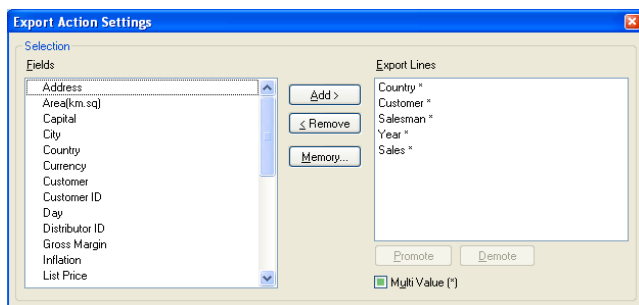 Export Action Settings
Selection
Fields
Address
Area(km.sq)
Capital
City
Country
Currency
Customer
Customer ID
Day
Distributor ID
Gross Margin
Inflation
List Price
Add >
< Remove
Memory...
Export Lines
Country *
Customer *
Salesman *
Year *
Sales *
Promote
Demote
Multi Value (*)